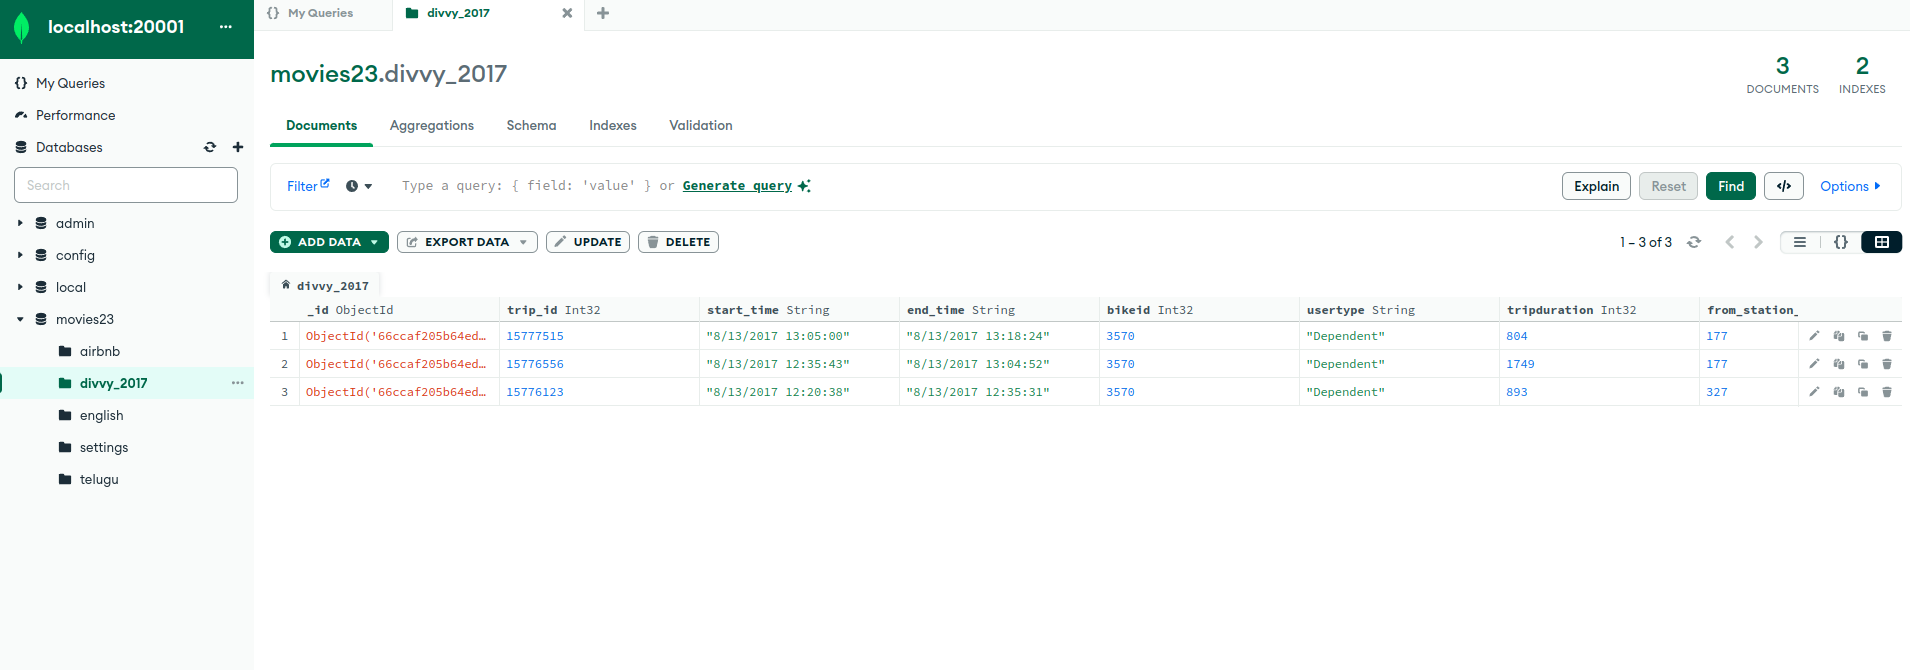 localhost:20001 ...
My Queries
Performance
Databases
Search
admin
config
local
movies23
airbnb
divvy_2017 ...
english
settings
telugu
{} My Queries
divvy_2017
movies23.divvy_2017
3
DOCUMENTS
2
INDEXES
Documents Aggregations Schema Indexes Validation
Filter Type a query: { field: 'value' } or Generate query Explain Reset Find </> Options
ADD DATA EXPORT DATA UPDATE DELETE 1 – 3 of 3 {}
divvy_2017
_id ObjectId trip_id Int32 start_time String end_time String bikeid Int32 usertype String tripduration Int32 from_station_
1 ObjectId('66ccaf205b64ed… 15777515 "8/13/2017 13:05:00" "8/13/2017 13:18:24" 3570 "Dependent" 804 177
2 ObjectId('66ccaf205b64ed… 15776556 "8/13/2017 12:35:43" "8/13/2017 13:04:52" 3570 "Dependent" 1749 177
3 ObjectId('66ccaf205b64ed… 15776123 "8/13/2017 12:20:38" "8/13/2017 12:35:31" 3570 "Dependent" 893 327